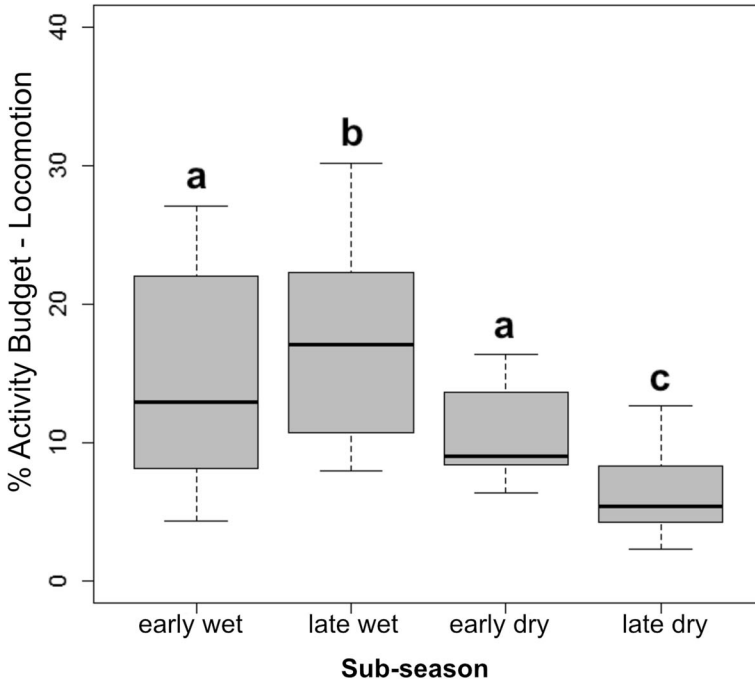 % Activity Budget - Locomotion
40
30
20
10
0
a
b
a
c
early wet
late wet
early dry
late dry
Sub-season